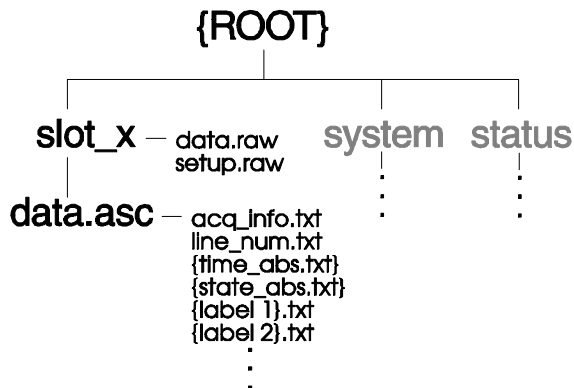 {ROOT}
slot_x
data.raw
setup.raw
system
status
data.asc
acq_info.txt
line_num.txt
{time_abs.txt}
{state_abs.txt}
{label 1}.txt
{label 2}.txt